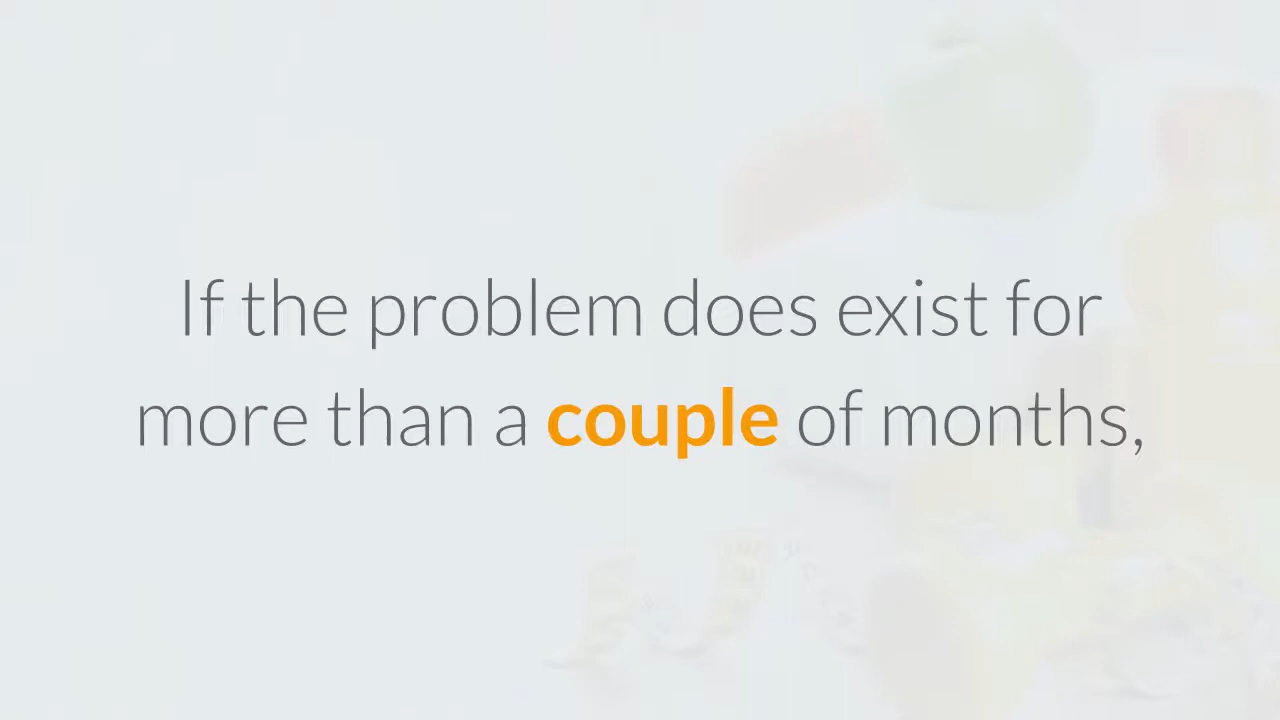 If the problem does exist for
more than a couple of months,